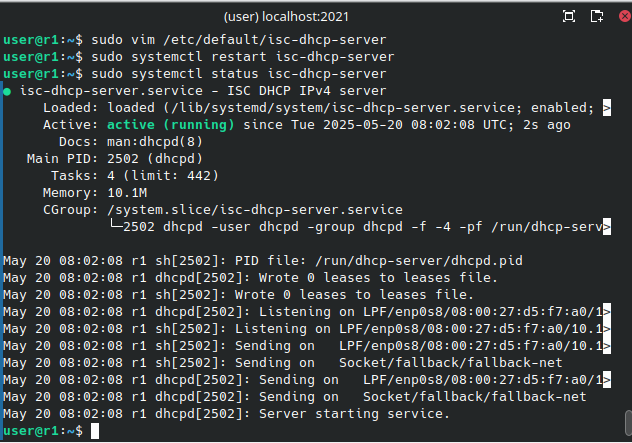 (user) localhost:2021
user@r1:~$ sudo vim /etc/default/isc-dhcp-server
user@r1:~$ sudo systemctl restart isc-dhcp-server
user@r1:~$ sudo systemctl status isc-dhcp-server
● isc-dhcp-server.service - ISC DHCP IPv4 server
Loaded: loaded (/lib/systemd/system/isc-dhcp-server.service; enabled; >
Active: active (running) since Tue 2025-05-20 08:02:08 UTC; 2s ago
Docs: man:dhcpd(8)
Main PID: 2502 (dhcpd)
Tasks: 4 (limit: 442)
Memory: 10.1M
CGroup: /system.slice/isc-dhcp-server.service
└─2502 dhcpd -user dhcpd -group dhcpd -f -4 -pf /run/dhcp-serv>
May 20 08:02:08 r1 sh[2502]: PID file: /run/dhcp-server/dhcpd.pid
May 20 08:02:08 r1 dhcpd[2502]: Wrote 0 leases to leases file.
May 20 08:02:08 r1 sh[2502]: Wrote 0 leases to leases file.
May 20 08:02:08 r1 dhcpd[2502]: Listening on LPF/enp0s8/08:00:27:d5:f7:a0/1>
May 20 08:02:08 r1 sh[2502]: Listening on LPF/enp0s8/08:00:27:d5:f7:a0/10.1>
May 20 08:02:08 r1 sh[2502]: Sending on   LPF/enp0s8/08:00:27:d5:f7:a0/10.1>
May 20 08:02:08 r1 sh[2502]: Sending on   Socket/fallback/fallback-net
May 20 08:02:08 r1 dhcpd[2502]: Sending on   LPF/enp0s8/08:00:27:d5:f7:a0/1>
May 20 08:02:08 r1 dhcpd[2502]: Sending on   Socket/fallback/fallback-net
May 20 08:02:08 r1 dhcpd[2502]: Server starting service.
user@r1:~$